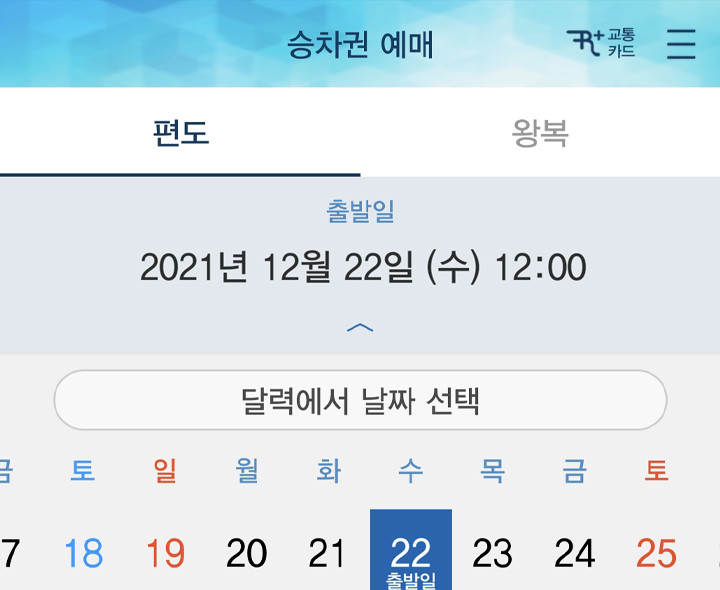 승차권 예매
R+ 교통
카드
편도 왕복
출발일
2021년 12월 22일 (수) 12:00
달력에서 날짜 선택
금 토 일 월 화 수 목 금 토
7 18 19 20 21 22 23 24 25
출발일